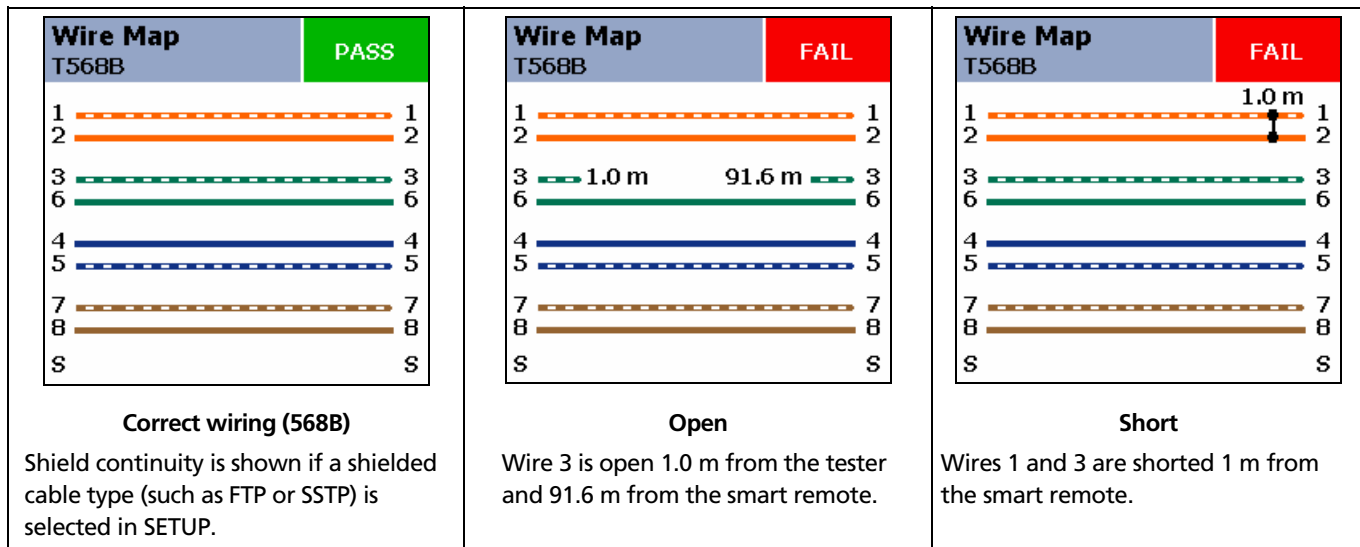 Wire Map
T568B
PASS
1 1
2 2
3 3
6 6
4 4
5 5
7 7
8 8
S S
Correct wiring (568B)
Shield continuity is shown if a shielded
cable type (such as FTP or SSTP) is
selected in SETUP.
Wire Map
T568B
FAIL
1 1
2 2
3 1.0 m 91.6 m 3
6 6
4 4
5 5
7 7
8 8
S S
Open
Wire 3 is open 1.0 m from the tester
and 91.6 m from the smart remote.
Wire Map
T568B
FAIL
1.0 m
1 1
2 2
3 3
6 6
4 4
5 5
7 7
8 8
S S
Short
Wires 1 and 3 are shorted 1 m from
the smart remote.